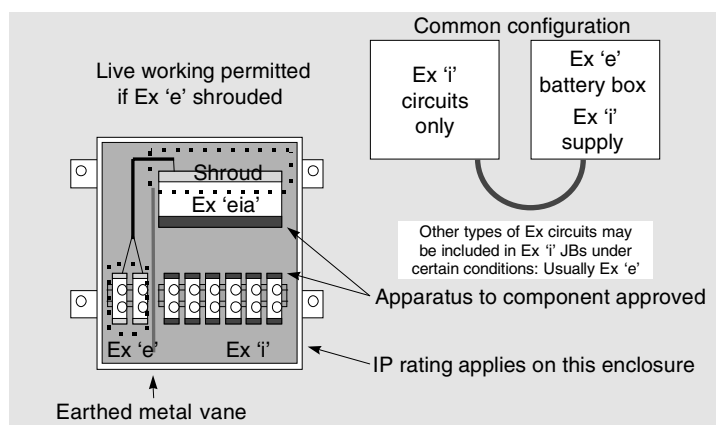 Common configuration
Live working permitted
if Ex ‘e’ shrouded
Ex ‘i’
circuits
only
Ex ‘e’
battery box
Ex ‘i’
supply
Shroud
Ex ‘eia’
Other types of Ex circuits may
be included in Ex ‘i’ JBs under
certain conditions: Usually Ex ‘e’
Apparatus to component approved
Ex ‘e’
Ex ‘i’
IP rating applies on this enclosure
Earthed metal vane